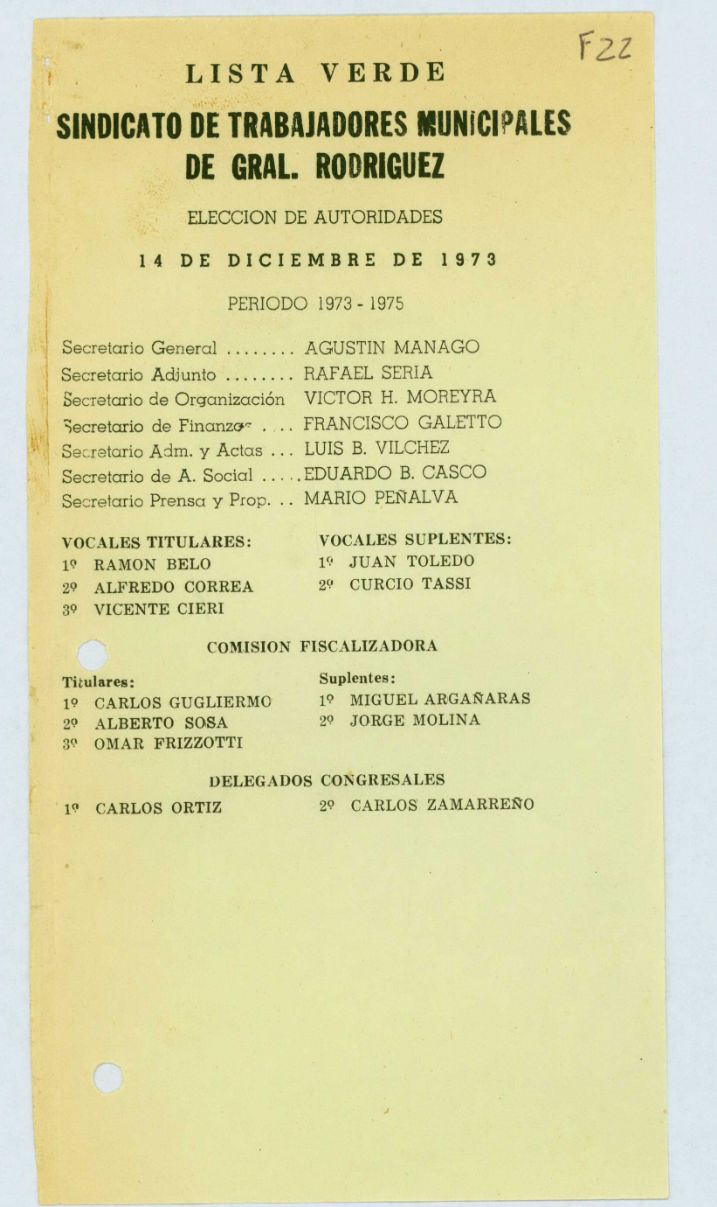 F22
LISTA VERDE
SINDICATO DE TRABAJADORES MUNICIPALES
DE GRAL. RODRIGUEZ
ELECCION DE AUTORIDADES
14 DE DICIEMBRE DE 1973
PERIODO 1973 - 1975
Secretario General ........ AGUSTIN MANAGO
Secretario Adjunto ........ RAFAEL SERIA
Secretario de Organización VICTOR H. MOREYRA
Secretario de Finanzas .... FRANCISCO GALETTO
Secretario Adm. y Actas ... LUIS B. VILCHEZ
Secretario de A. Social ..... EDUARDO B. CASCO
Secretario Prensa y Prop. .. MARIO PEÑALVA
VOCALES TITULARES: VOCALES SUPLENTES:
1º RAMON BELO 1º JUAN TOLEDO
2º ALFREDO CORREA 2º CURCIO TASSI
3º VICENTE CIERI
COMISION FISCALIZADORA
Titulares: Suplentes:
1º CARLOS GUGLIERMO 1º MIGUEL ARGAÑARAS
2º ALBERTO SOSA 2º JORGE MOLINA
3º OMAR FRIZZOTTI
DELEGADOS CONGRESALES
1º CARLOS ORTIZ 2º CARLOS ZAMARREÑO